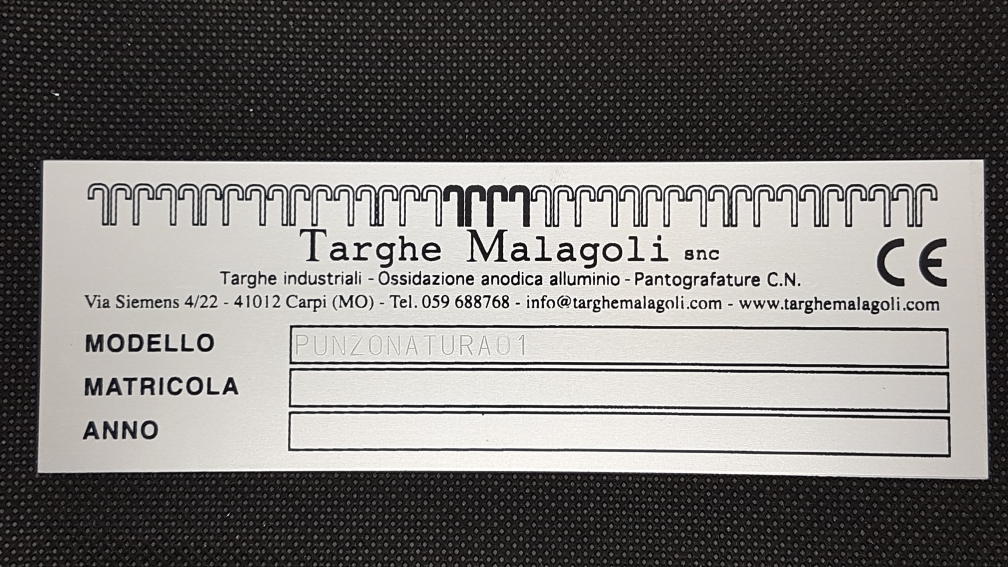 Targhe Malagoli snc
CE
Targhe industriali - Ossidazione anodica alluminio - Pantografature C.N.
Via Siemens 4/22 - 41012 Carpi (MO) - Tel. 059 688768 - info@targhemalagoli.com - www.targhemalagoli.com
MODELLO PUNZONATURA01
MATRICOLA
ANNO